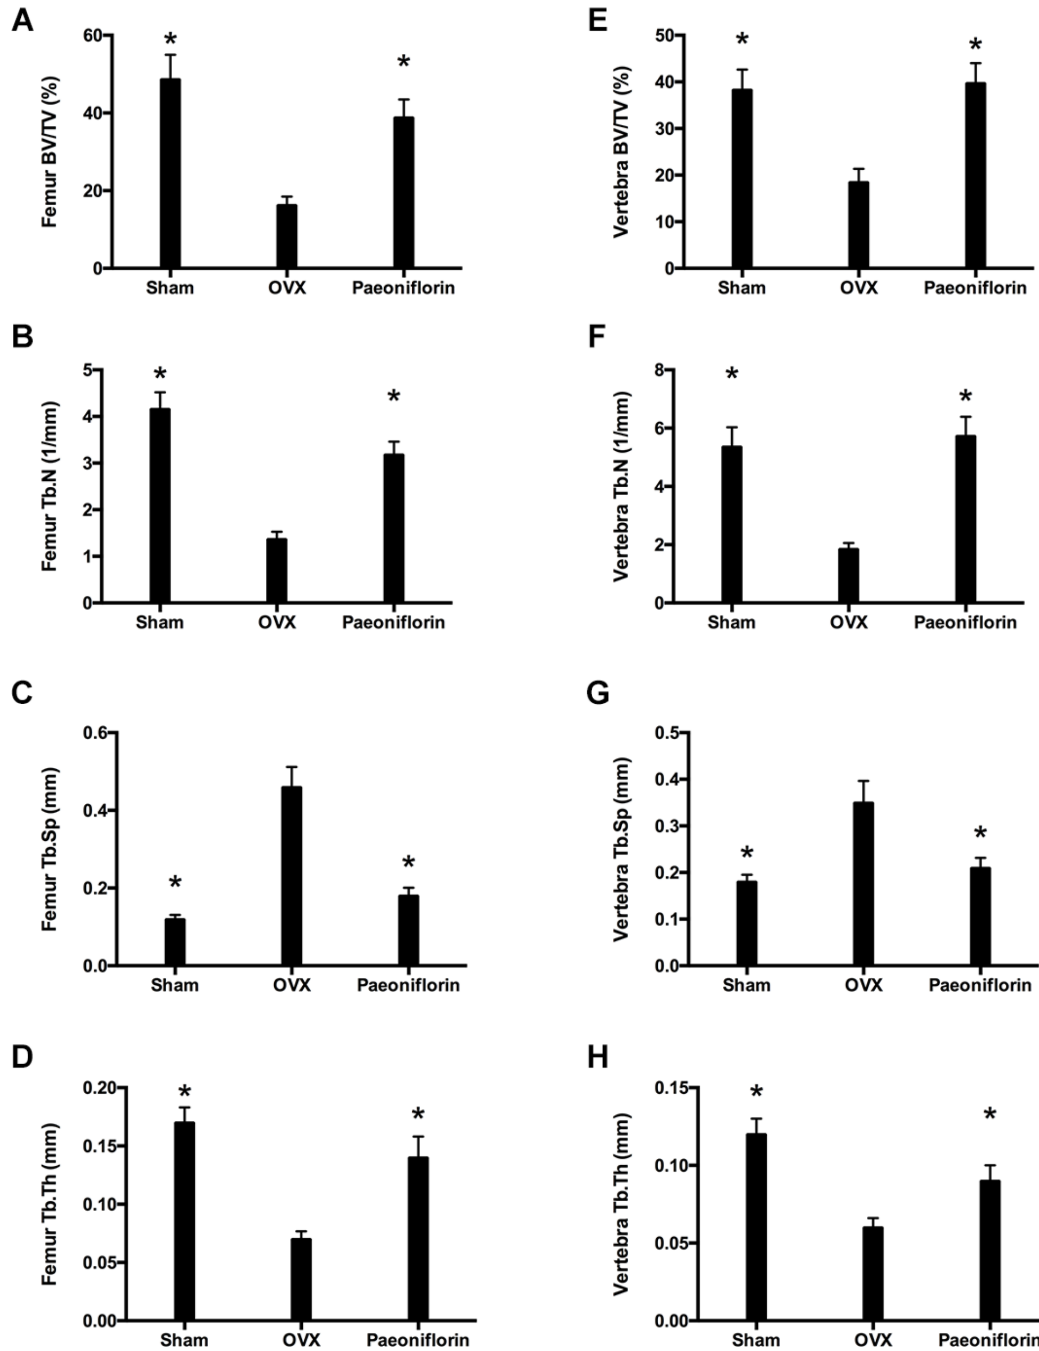 A
Femur BV/TV (%)
60
*
*
40
20
0
Sham OVX Paeoniflorin
E
Vertebra BV/TV (%)
50
*
*
40
30
20
10
0
Sham OVX Paeoniflorin
B
Femur Tb.N (1/mm)
5
*
*
4
3
2
1
0
Sham OVX Paeoniflorin
F
Vertebra Tb.N (1/mm)
8
*
*
6
4
2
0
Sham OVX Paeoniflorin
C
Femur Tb.Sp (mm)
0.6
0.4
*
*
0.2
0.0
Sham OVX Paeoniflorin
G
Vertebra Tb.Sp (mm)
0.5
0.4
0.3
*
*
0.2
0.1
0.0
Sham OVX Paeoniflorin
D
Femur Tb.Th (mm)
0.20
*
*
0.15
0.10
0.05
0.00
Sham OVX Paeoniflorin
H
Vertebra Tb.Th (mm)
0.15
*
*
0.10
0.05
0.00
Sham OVX Paeoniflorin